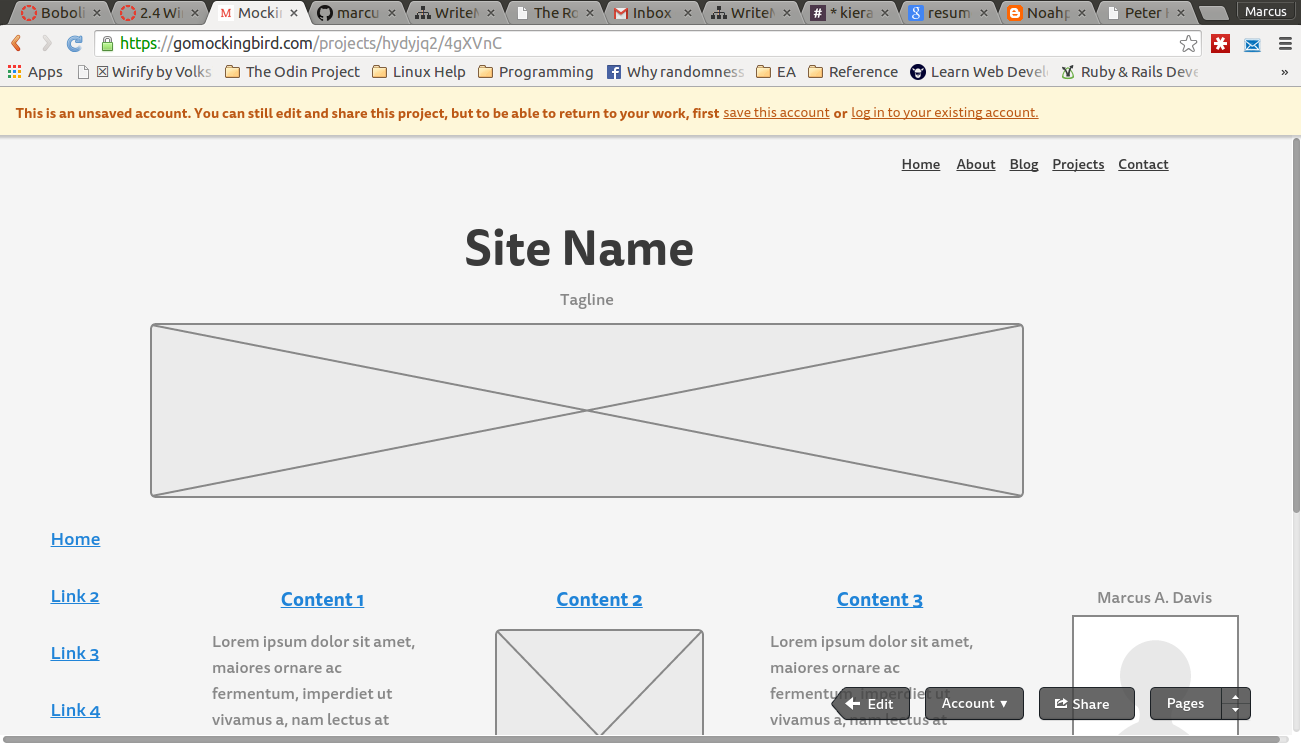 Boboli 2.4 Wi Mockin marcu WriteM The Ro Inbox WriteM * kiera resum Noahp Peter Marcus
https://gomockingbird.com/projects/hydyjq2/4gXVnC
Apps Wirify by Volks The Odin Project Linux Help Programming Why randomness EA Reference Learn Web Devel Ruby & Rails Deve »
This is an unsaved account. You can still edit and share this project, but to be able to return to your work, first save this account or log in to your existing account.
Home About Blog Projects Contact
Site Name
Tagline
Home
Link 2
Link 3
Link 4
Content 1
Lorem ipsum dolor sit amet,
maiores ornare ac
fermentum, imperdiet ut
vivamus a, nam lectus at
Content 2
Content 3
Lorem ipsum dolor sit amet,
maiores ornare ac
fermentum, imperdiet ut
vivamus a, nam lectus at
Marcus A. Davis
Edit Account Share Pages